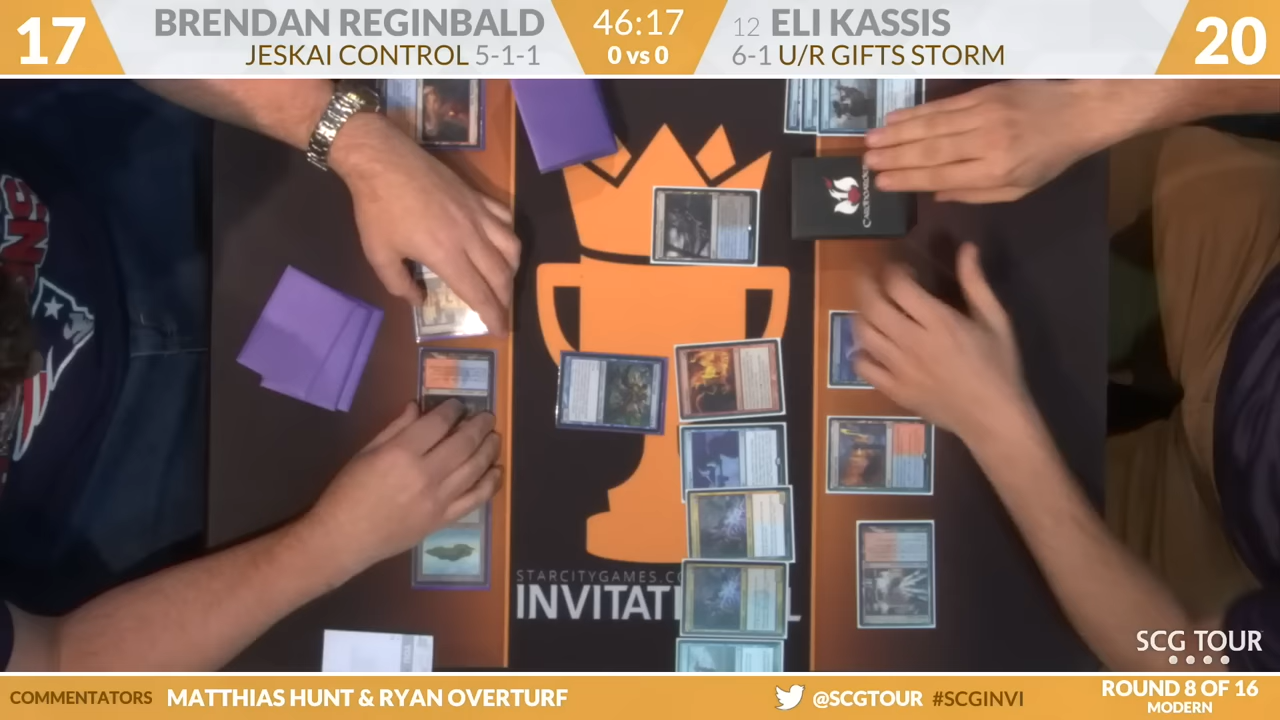 17
BRENDAN REGINBALD
JESKAI CONTROL 5-1-1
46:17
0 vs 0
12 ELI KASSIS
6-1 U/R GIFTS STORM
20
STARCITYGAMES.CO
INVITATI L
SCG TOUR
COMMENTATORS MATTHIAS HUNT & RYAN OVERTURF
@SCGTOUR #SCGINVI
ROUND 8 OF 16
MODERN